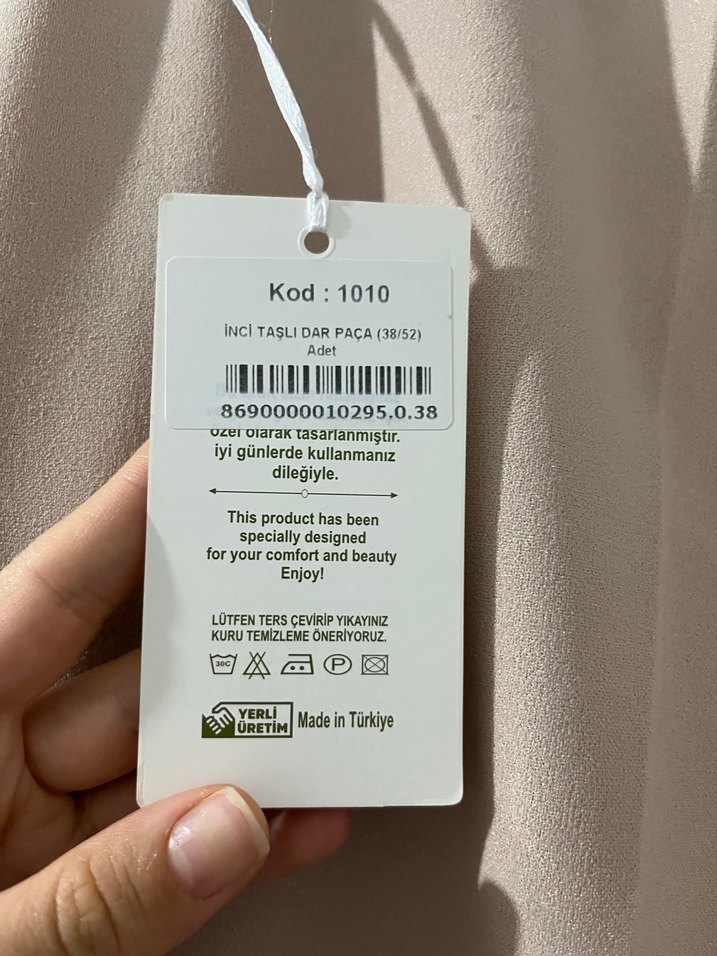 Kod : 1010
İNCİ TAŞLI DAR PAÇA (38/52)
Adet
8690000010295.0.38
özel olarak tasarlanmıştır.
iyi günlerde kullanmanız
dileğiyle.
This product has been
specially designed
for your comfort and beauty
Enjoy!
LÜTFEN TERS ÇEVİRİP YIKAYINIZ
KURU TEMİZLEME ÖNERİYORUZ.
30C P
YERLİ
ÜRETİM
Made in Türkiye